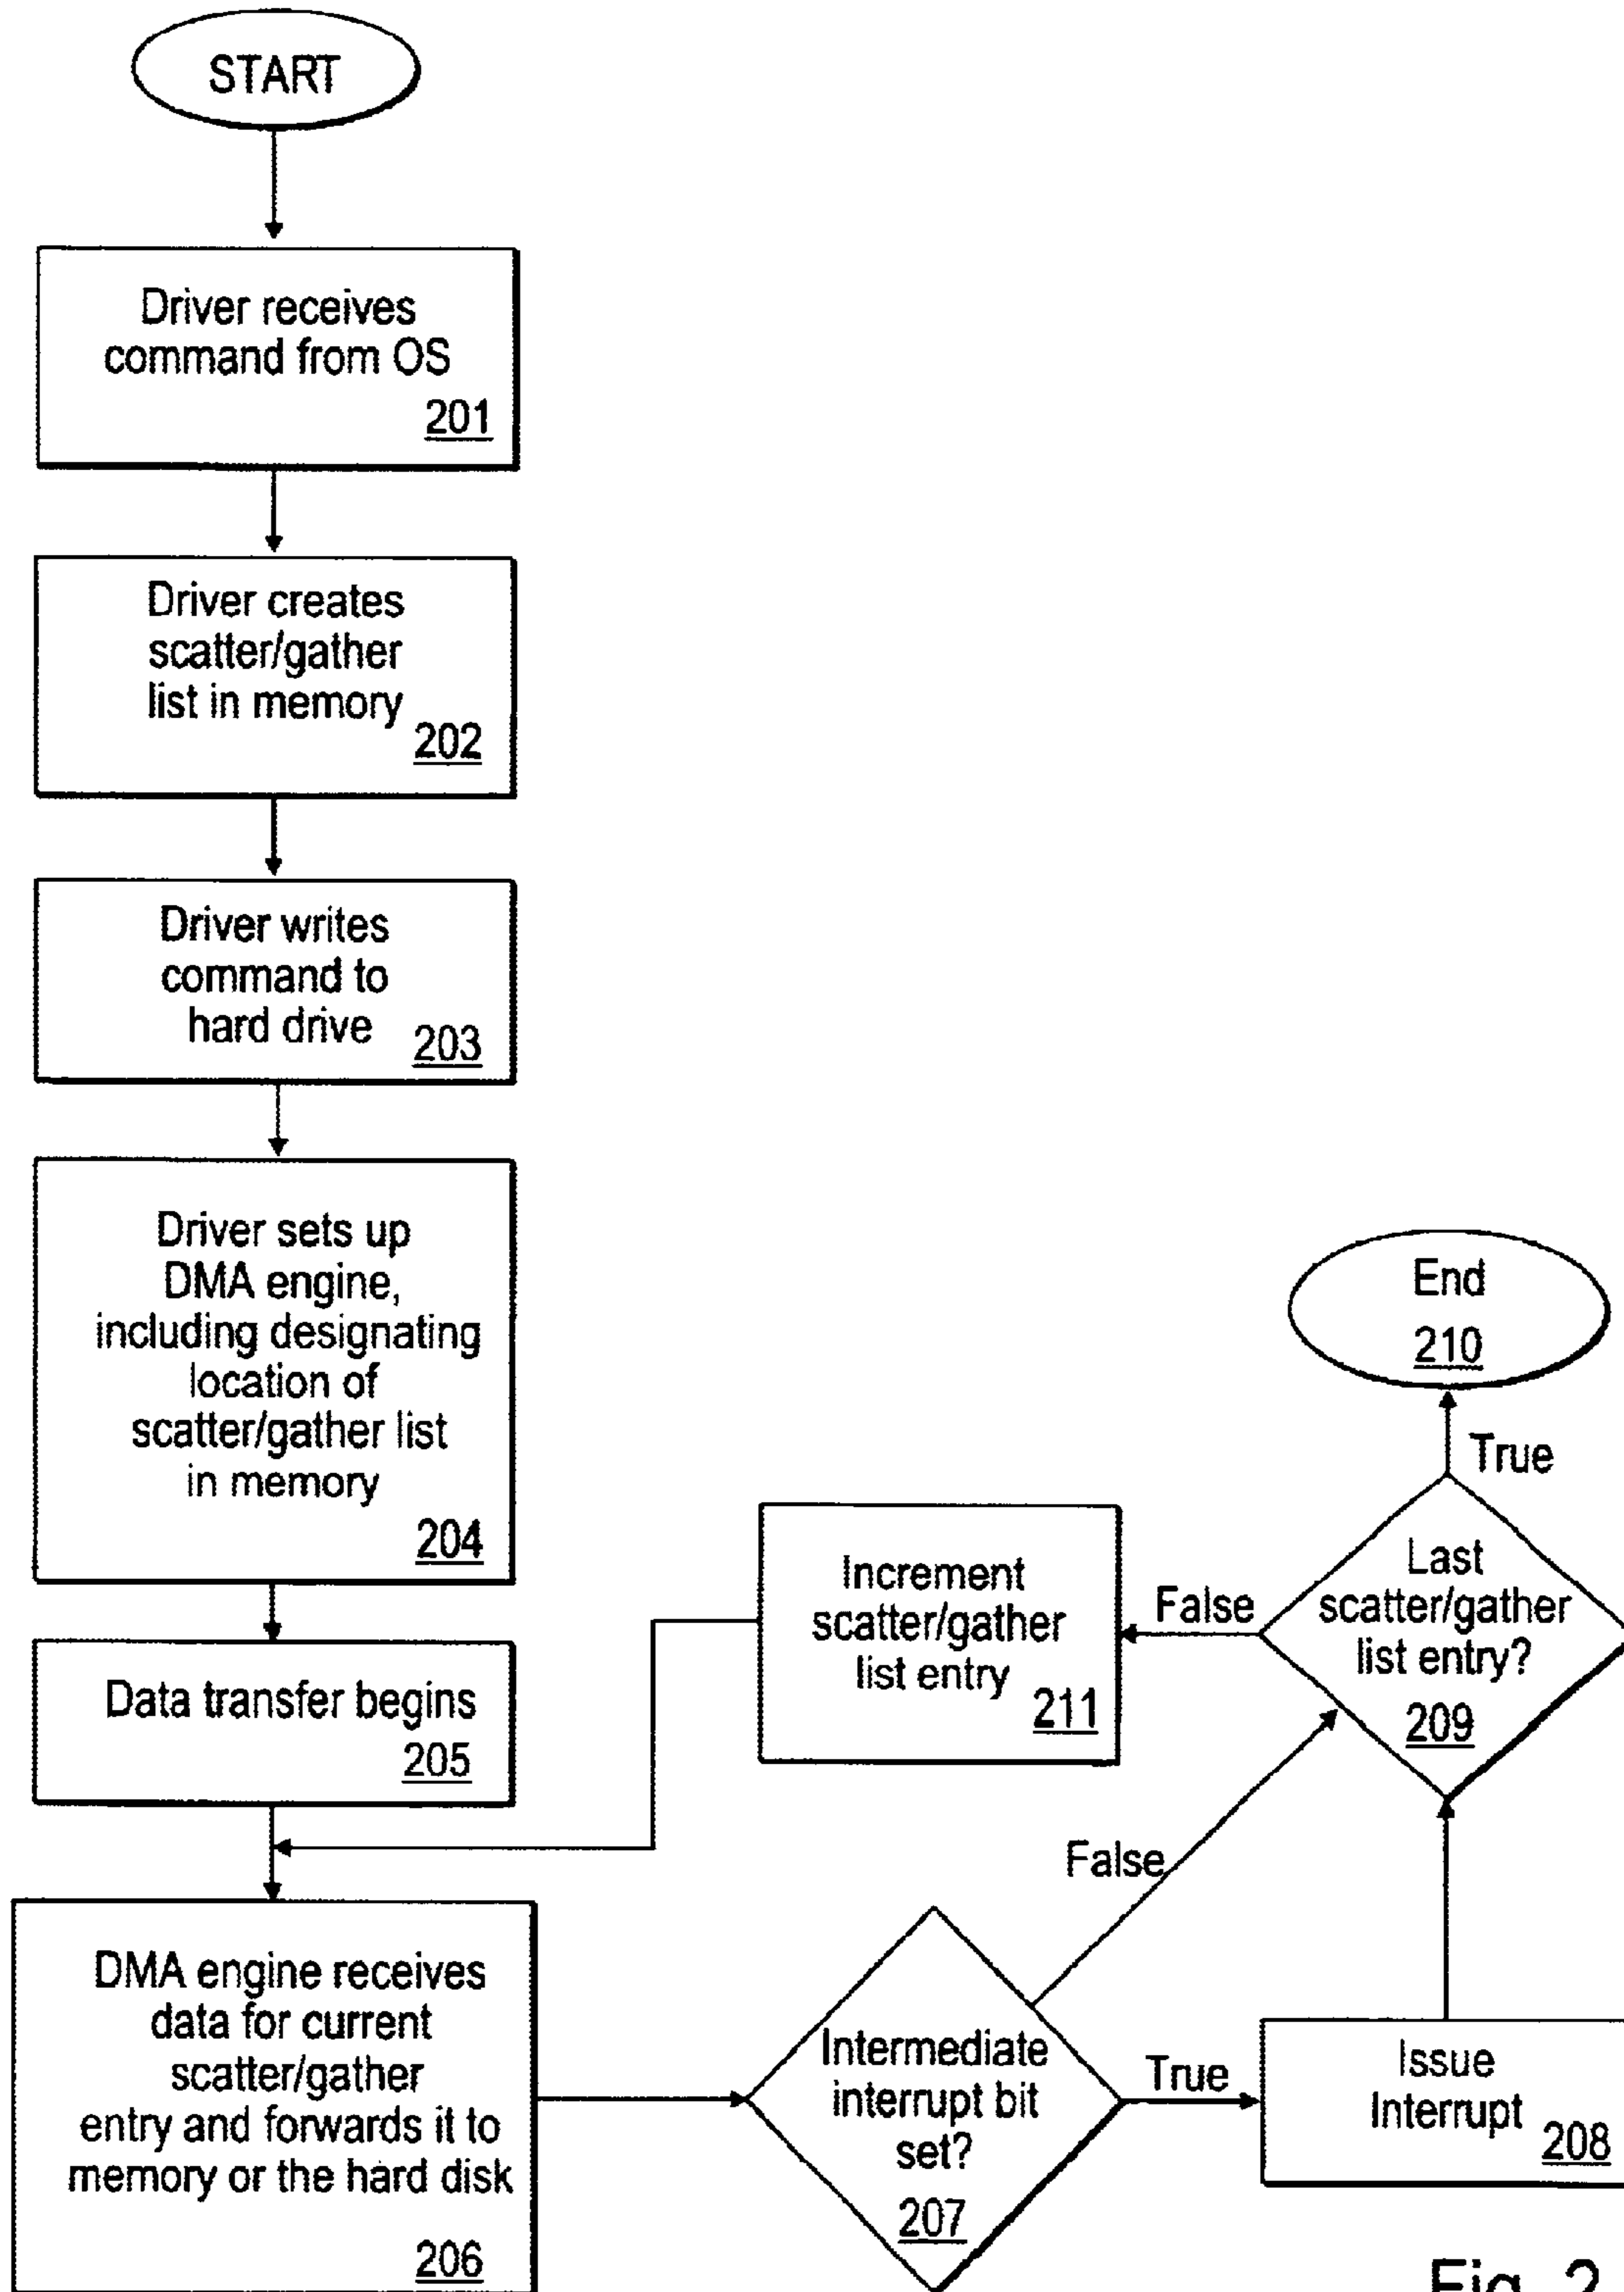 START
Driver receives
command from OS
201
Driver creates
scatter/gather
list in memory
202
Driver writes
command to
hard drive
203
Driver sets up
DMA engine,
including designating
location of
scatter/gather list
in memory
204
Data transfer begins
205
DMA engine receives
data for current
scatter/gather
entry and forwards it to
memory or the hard disk
206
Intermediate
interrupt bit
set?
207
True
False
Issue
Interrupt
208
Last
scatter/gather
list entry?
209
True
End
210
False
Increment
scatter/gather
list entry
211
Fig. 2